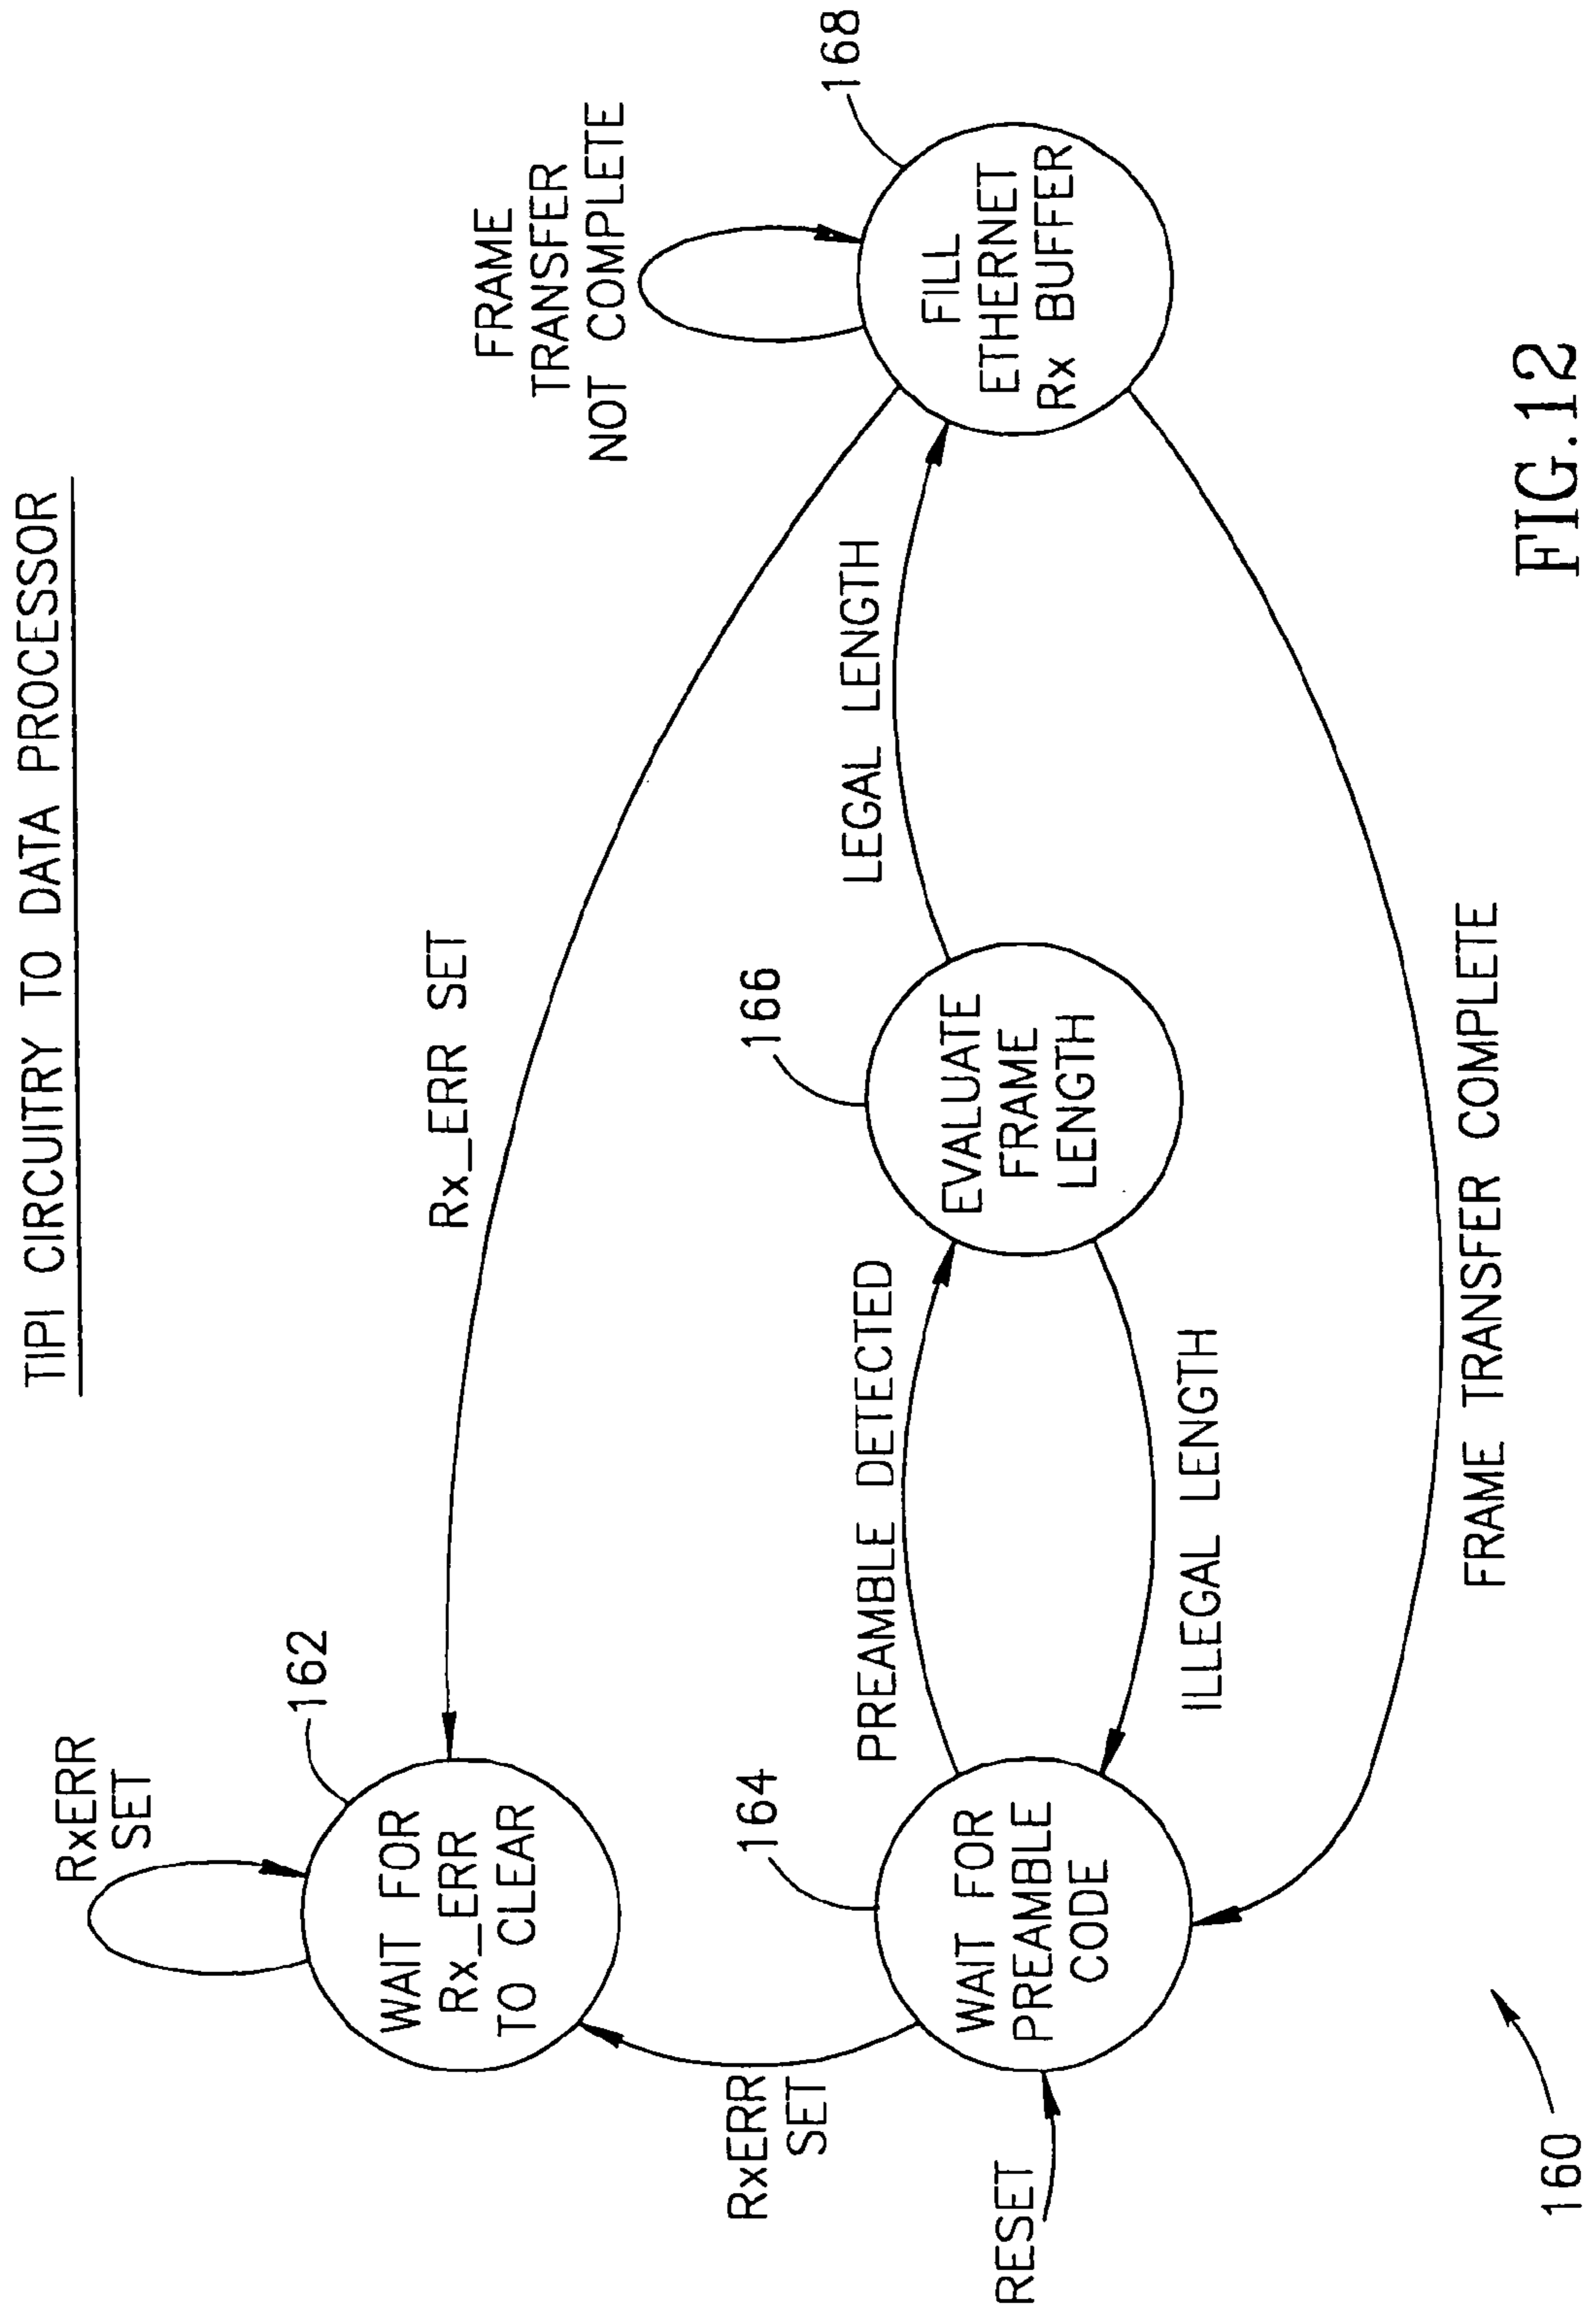 TIPI CIRCUITRY TO DATA PROCESSOR
RxERR
SET
162
WAIT FOR
Rx_ERR
TO CLEAR
Rx_ERR SET
FRAME
TRANSFER
NOT COMPLETE
RxERR
SET
164
PREAMBLE DETECTED
166
LEGAL LENGTH
168
RESET
WAIT FOR
PREAMBLE
CODE
EVALUATE
FRAME
LENGTH
FILL
ETHERNET
Rx BUFFER
ILLEGAL LENGTH
FRAME TRANSFER COMPLETE
160
FIG.12